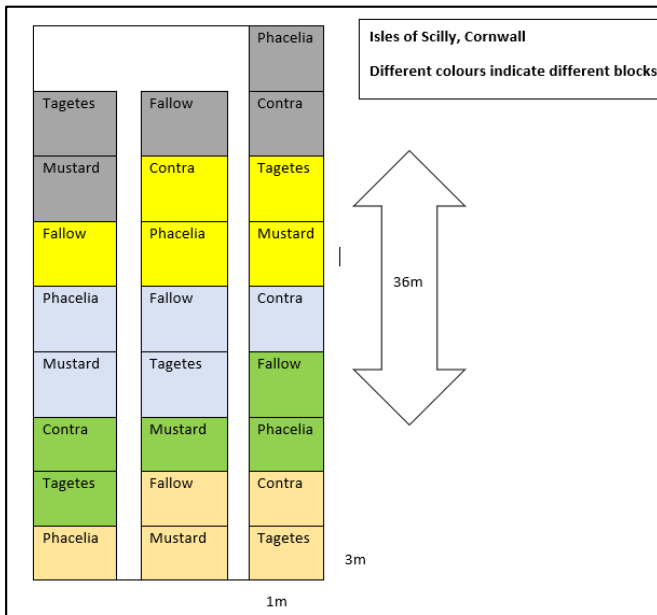 Phacelia
Isles of Scilly, Cornwall
Different colours indicate different blocks
Tagetes Fallow Contra
Mustard Contra Tagetes
Fallow Phacelia Mustard
36m
Phacelia Fallow Contra
Mustard Tagetes Fallow
Contra Mustard Phacelia
Tagetes Fallow Contra
Phacelia Mustard Tagetes
3m
1m